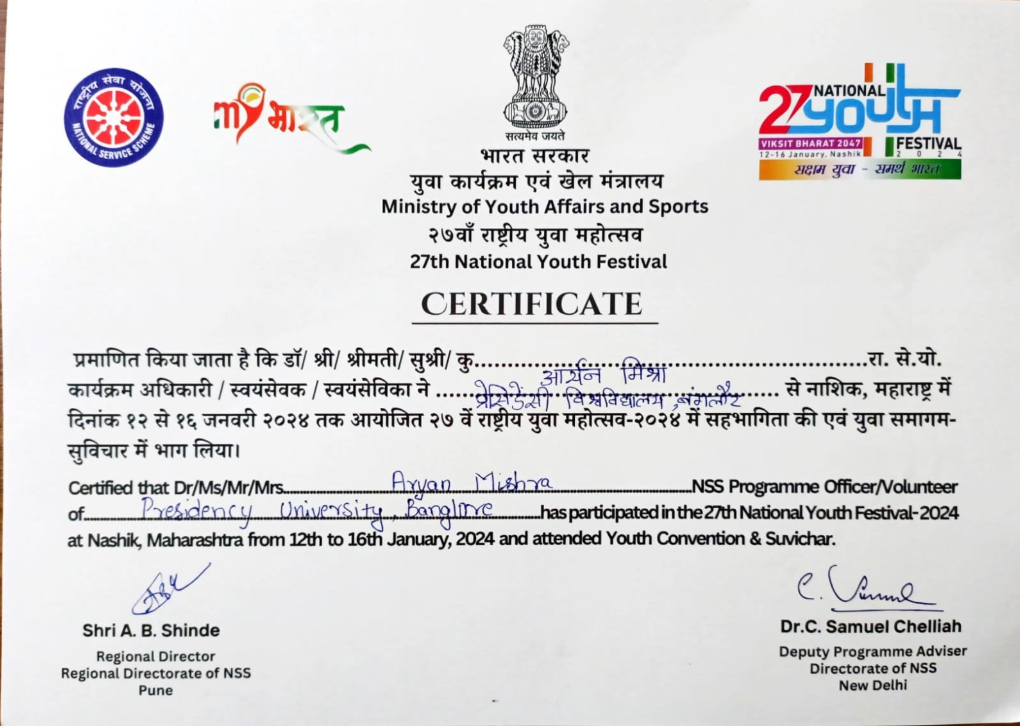 राष्ट्रीय सेवा योजना
NATIONAL SERVICE SCHEME
my भारत
सत्यमेव जयते
27 NATIONAL
youth
VIKSIT BHARAT 2047
FESTIVAL
12-16 January, Nashik
2024
सक्षम युवा - समर्थ भारत
भारत सरकार
युवा कार्यक्रम एवं खेल मंत्रालय
Ministry of Youth Affairs and Sports
२७वाँ राष्ट्रीय युवा महोत्सव
27th National Youth Festival
CERTIFICATE
प्रमाणित किया जाता है कि डॉ/ श्री/ श्रीमती/ सुश्री/ कु. आर्यन मिश्रा रा. से.यो.
कार्यक्रम अधिकारी / स्वयंसेवक / स्वयंसेविका ने प्रेसिडेंसी विश्वविद्यालय, बंगलौर से नाशिक, महाराष्ट्र में
दिनांक १२ से १६ जनवरी २०२४ तक आयोजित २७ वें राष्ट्रीय युवा महोत्सव-२०२४ में सहभागिता की एवं युवा समागम-
सुविचार में भाग लिया।
Certified that Dr/Ms/Mr/Mrs. Aryan Mishra NSS Programme Officer/Volunteer
of Presidency University, Banglore has participated in the 27th National Youth Festival-2024
at Nashik, Maharashtra from 12th to 16th January, 2024 and attended Youth Convention & Suvichar.
Shri A. B. Shinde
Regional Director
Regional Directorate of NSS
Pune
Dr.C. Samuel Chelliah
Deputy Programme Adviser
Directorate of NSS
New Delhi